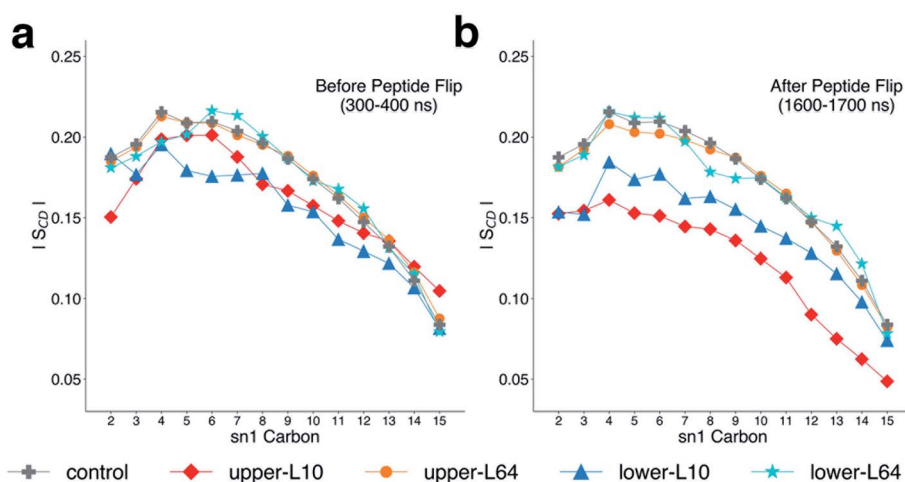 a
b
Before Peptide Flip
(300-400 ns)
After Peptide Flip
(1600-1700 ns)
| S_CD |
0.25
0.20
0.15
0.10
0.05
2 3 4 5 6 7 8 9 10 11 12 13 14 15
sn1 Carbon
| S_CD |
0.25
0.20
0.15
0.10
0.05
2 3 4 5 6 7 8 9 10 11 12 13 14 15
sn1 Carbon
control upper-L10 upper-L64 lower-L10 lower-L64